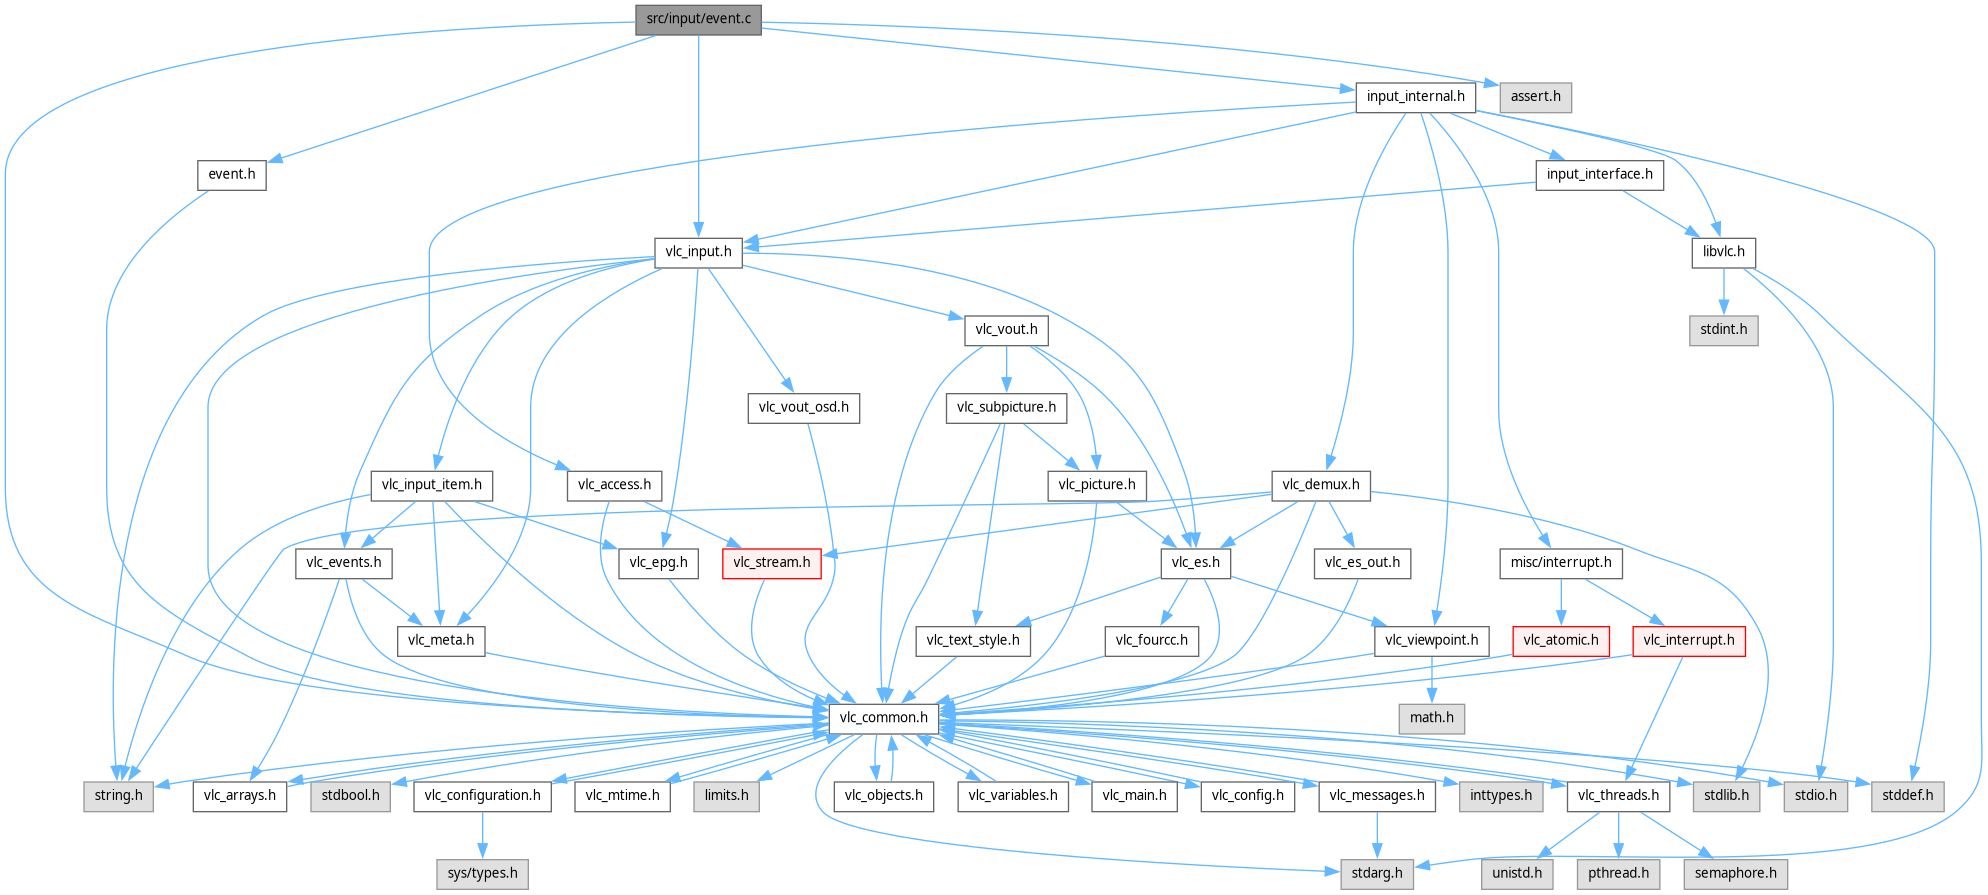 src/input/event.c
input_internal.h
assert.h
event.h
input_interface.h
vlc_input.h
libvlc.h
vlc_vout.h
stdint.h
vlc_vout_osd.h
vlc_subpicture.h
vlc_input_item.h
vlc_access.h
vlc_picture.h
vlc_demux.h
vlc_events.h
vlc_epg.h
vlc_stream.h
vlc_es.h
vlc_es_out.h
misc/interrupt.h
vlc_meta.h
vlc_text_style.h
vlc_fourcc.h
vlc_viewpoint.h
vlc_atomic.h
vlc_interrupt.h
vlc_common.h
math.h
string.h
vlc_arrays.h
stdbool.h
vlc_configuration.h
vlc_mtime.h
limits.h
vlc_objects.h
vlc_variables.h
vlc_main.h
vlc_config.h
vlc_messages.h
inttypes.h
vlc_threads.h
stdlib.h
stdio.h
stddef.h
sys/types.h
stdarg.h
unistd.h
pthread.h
semaphore.h